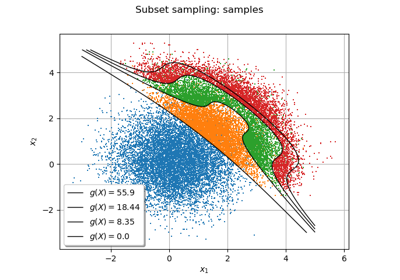 Subset sampling: samples
x₂
4
2
0
−2
g(X) = 55.9
g(X) = 18.44
g(X) = 8.35
g(X) = 0.0
−2
0
2
4
6
x₁